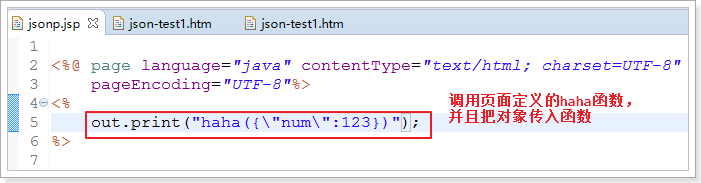 jsonp.jsp json-test1.htm json-test1.htm
1
2 <%@ page language="java" contentType="text/html; charset=UTF-8"
3 pageEncoding="UTF-8"%>
4 <%
5 out.print("haha({\"num\":123})");
6 %>
7
调用页面定义的haha函数，
并且把对象传入函数